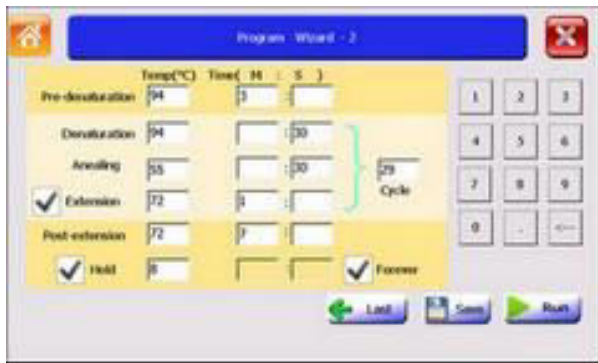 Program Wizard - 2
Temp(°C) Time( M : S )
Pre-denaturation 94 3 :
Denaturation 94 : 30
Annealing 55 : 30
29
Cycle
Extension 72 1 :
Post-extension 72 7 :
Hold 8 : Forever
1 2 3
4 5 6
7 8 9
0 . <--
Last Save Run